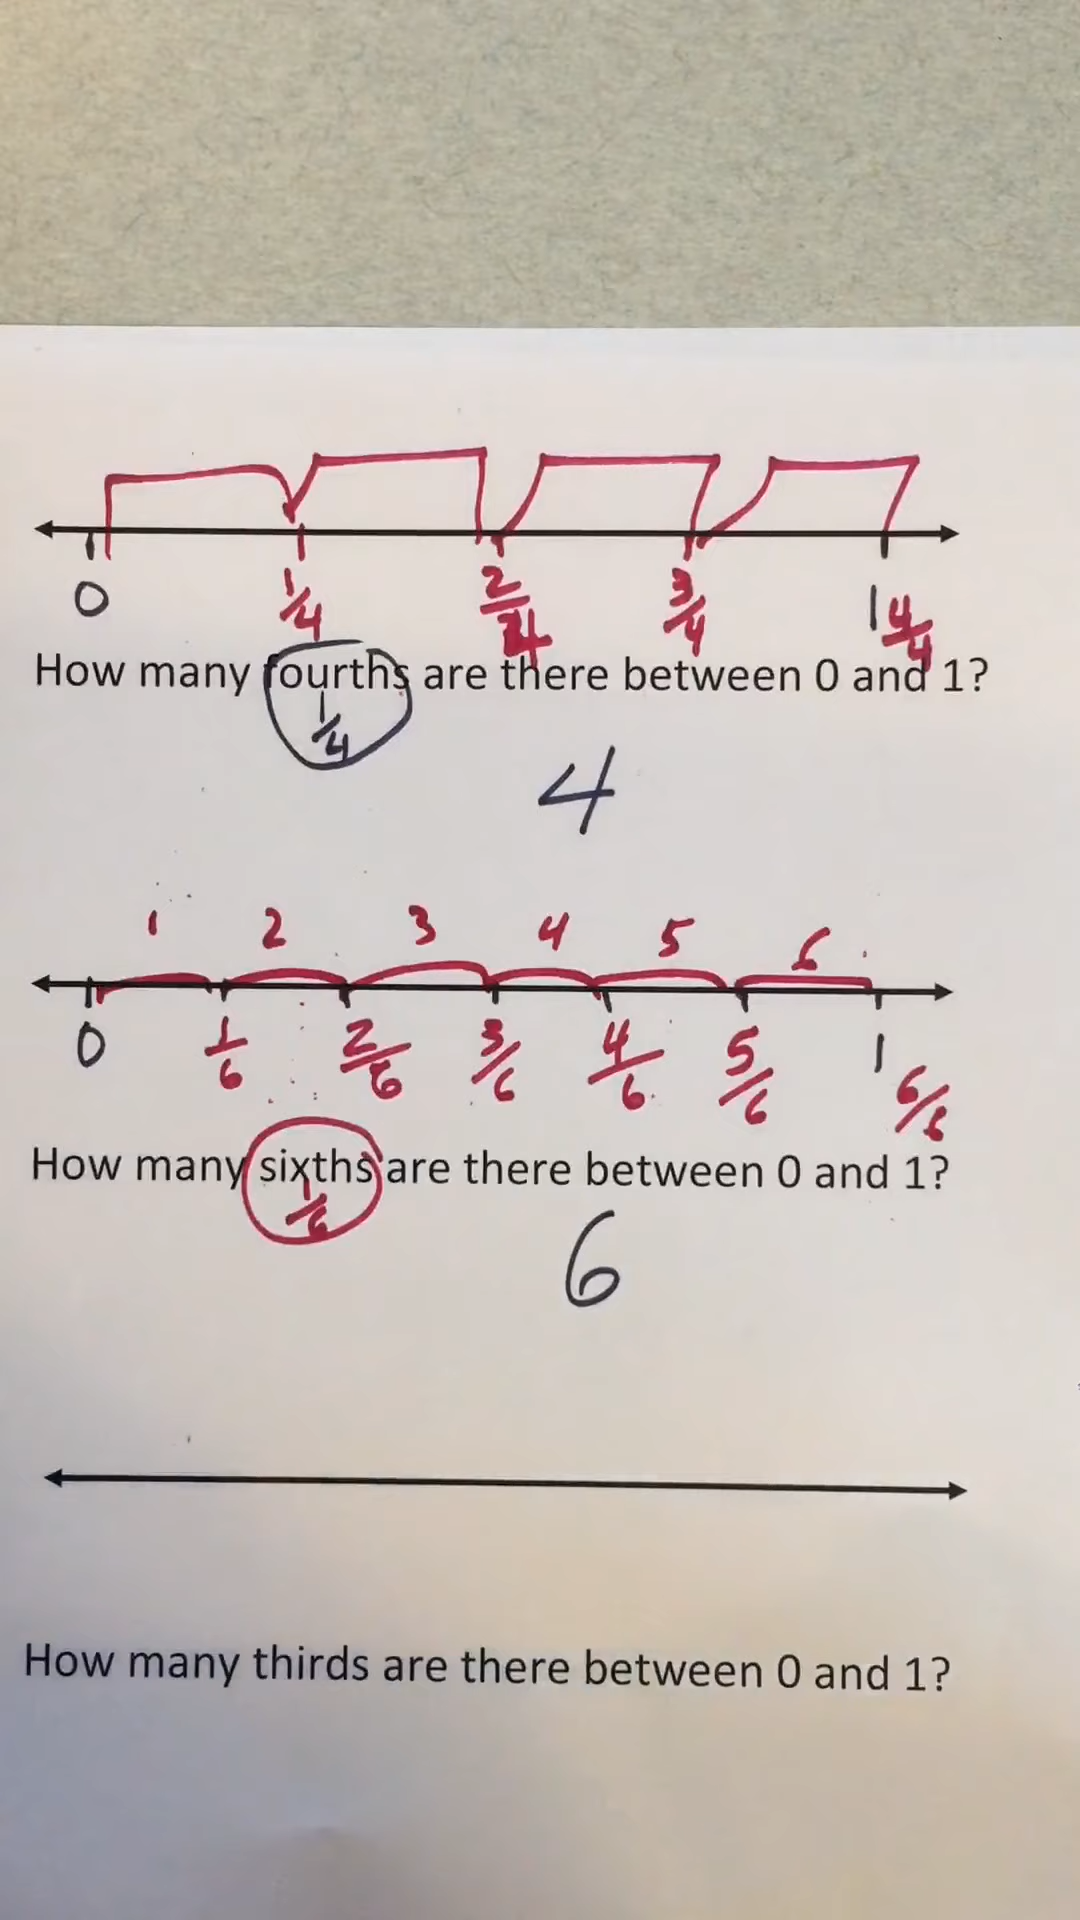 0 1/4 2/4 3/4 1 4/4
How many fourths are there between 0 and 1?
1/4
4
1 2 3 4 5 6
0 1/6 2/6 3/6 4/6 5/6 1 6/6
How many sixths are there between 0 and 1?
1/6
6
How many thirds are there between 0 and 1?